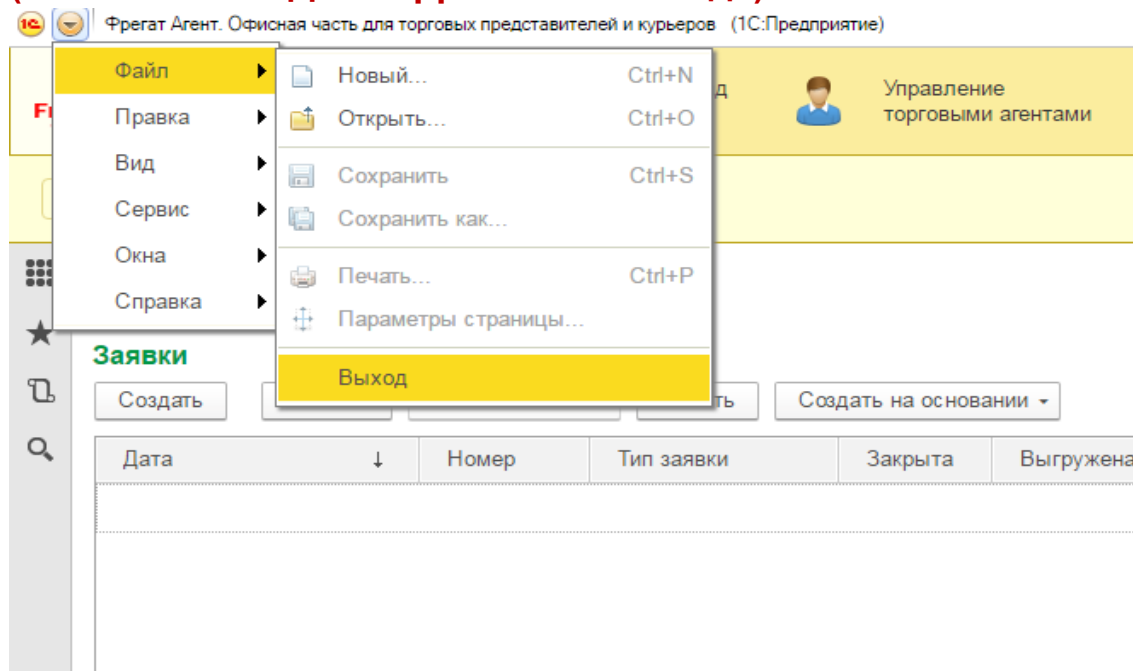 Фрегат Агент. Офисная часть для торговых представителей и курьеров (1С:Предприятие)
Файл
Новый... Ctrl+N
Управление
торговыми агентами
Правка
Открыть... Ctrl+O
Вид
Сохранить Ctrl+S
Сервис
Сохранить как...
Окна
Печать... Ctrl+P
Справка
Параметры страницы...
Заявки
Выход
Создать
Создать на основании
Дата ↓ Номер Тип заявки Закрыта Выгружена